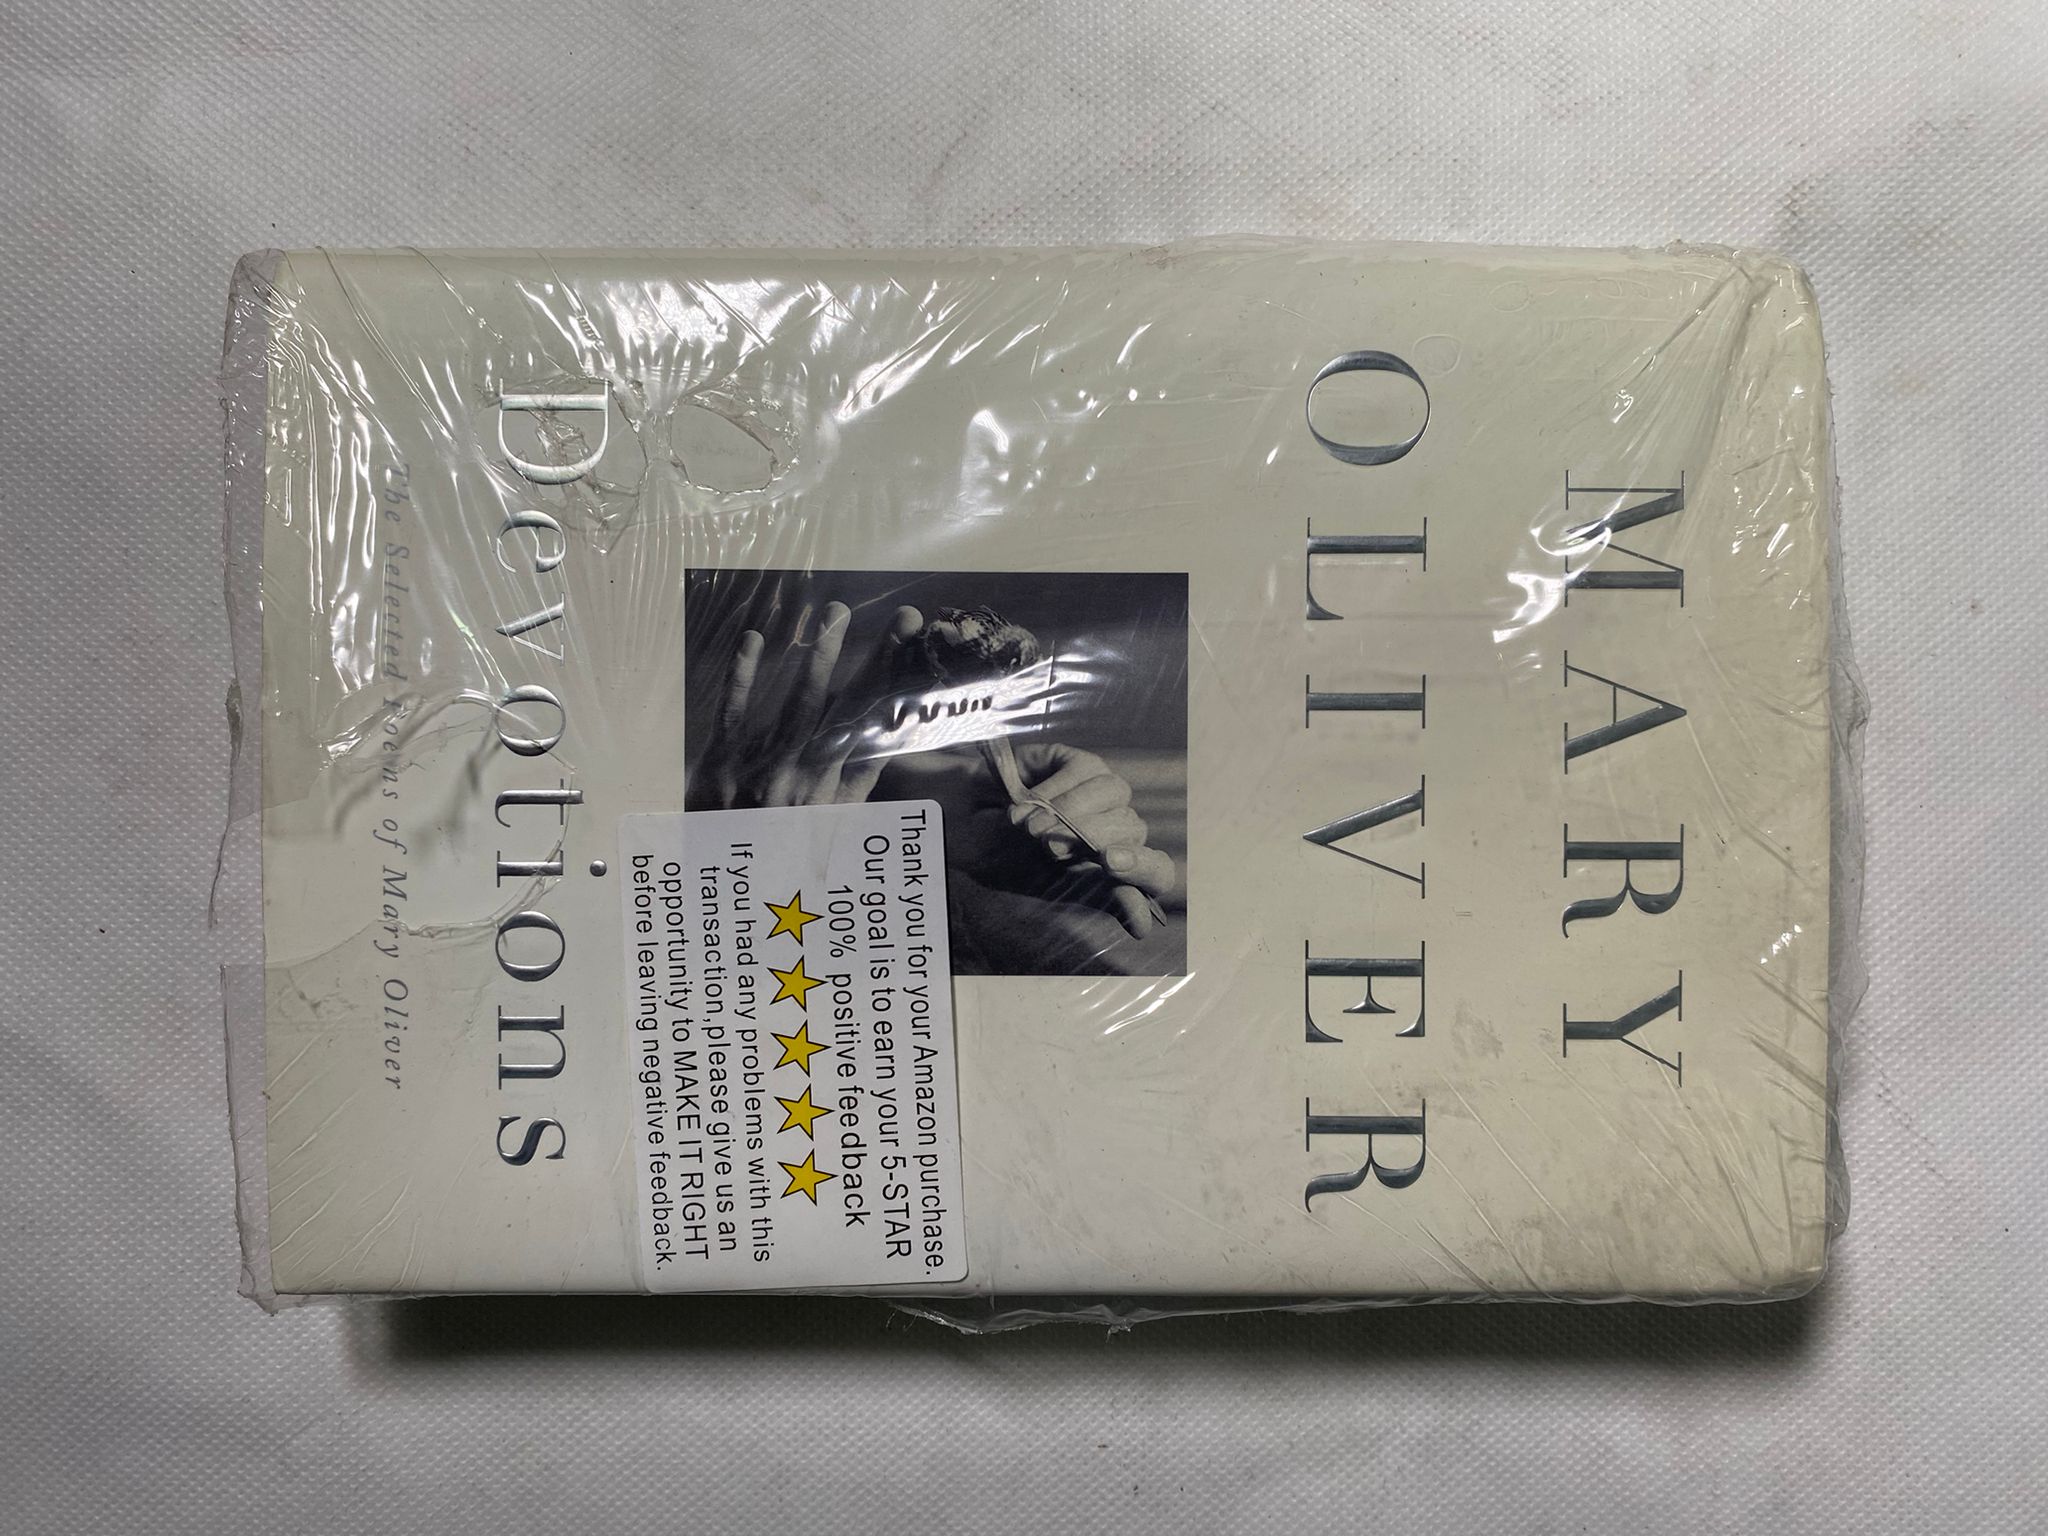 MARY
OLIVER
Thank you for your Amazon purchase.
Our goal is to earn your 5-STAR
100% positive feedback
If you had any problems with this
transaction,please give us an
opportunity to MAKE IT RIGHT
before leaving negative feedback.
Devotions
The Selected Poems of Mary Oliver